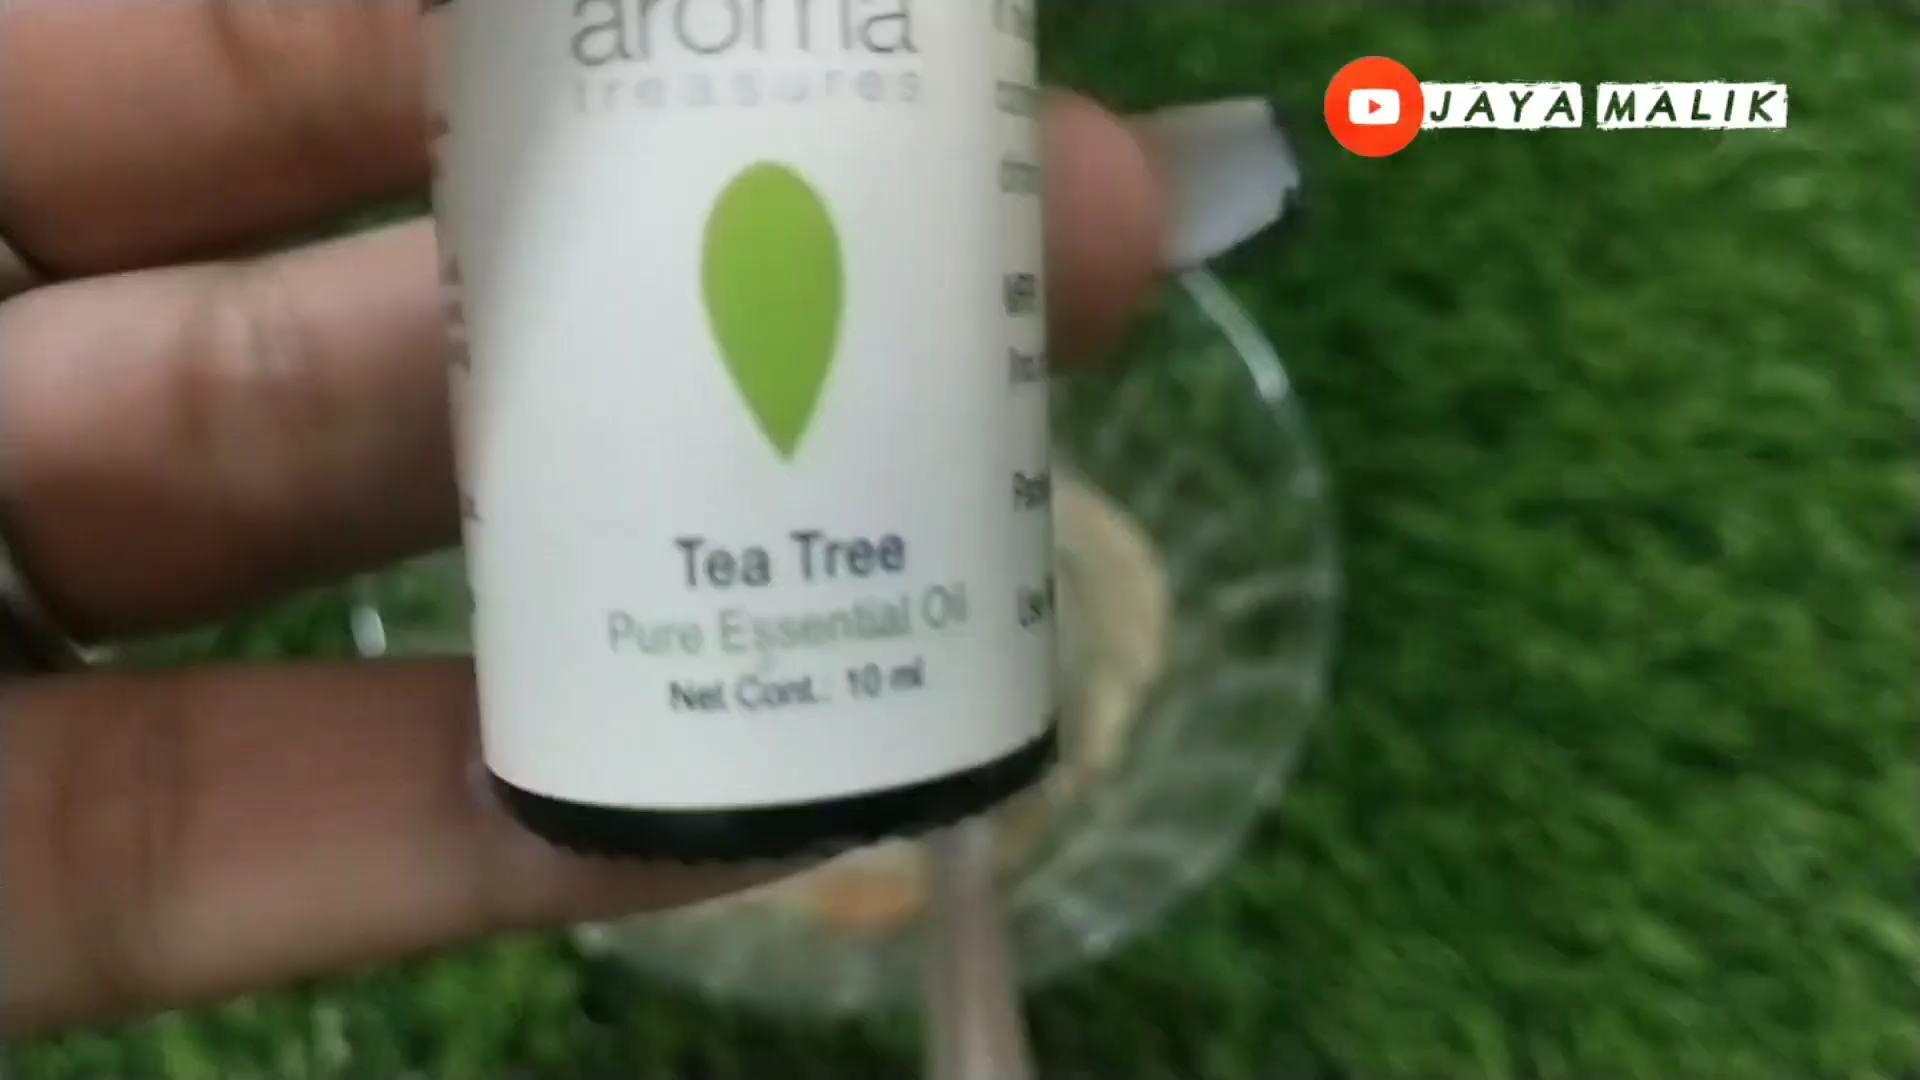 aroma
treasures
Tea Tree
Pure Essential Oil
Net Cont.: 10 ml
JAYA MALIK